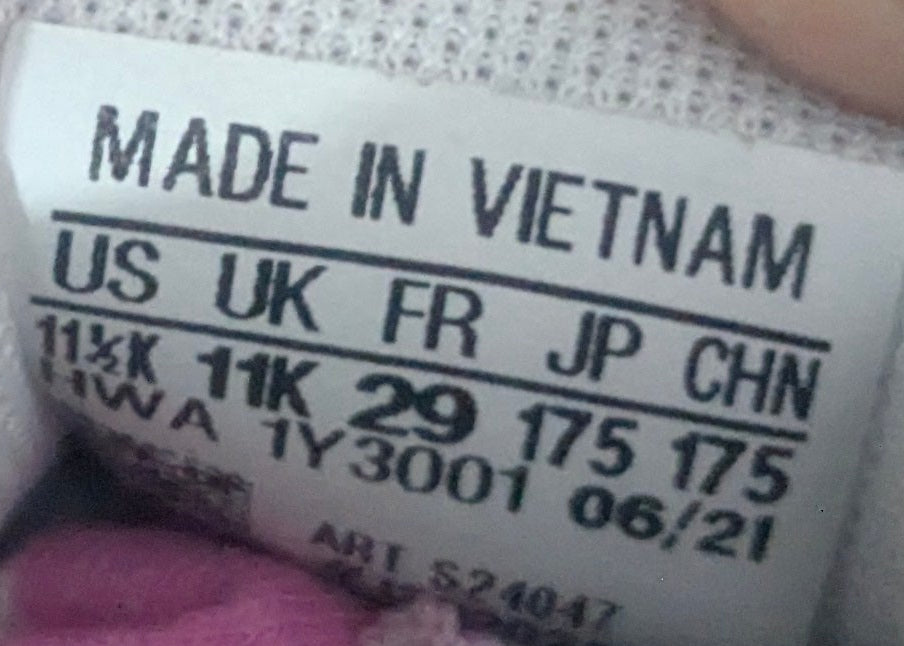 MADE IN VIETNAM
US UK FR JP CHN
11½K 11K 29 175 175
HWA 1Y3001 06/21
ART S24047